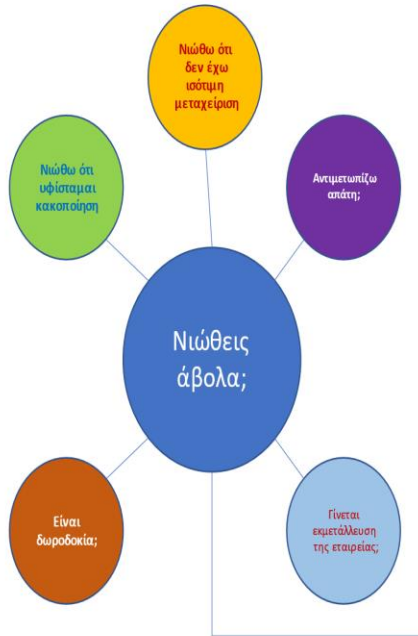 Νιώθω ότι
δεν έχω
ισότιμη
μεταχείριση
Νιώθω ότι
υφίσταμαι
κακοποίηση
Αντιμετωπίζω
απάτη;
Νιώθεις
άβολα;
Είναι
δωροδοκία;
Γίνεται
εκμετάλλευση
της εταιρείας;